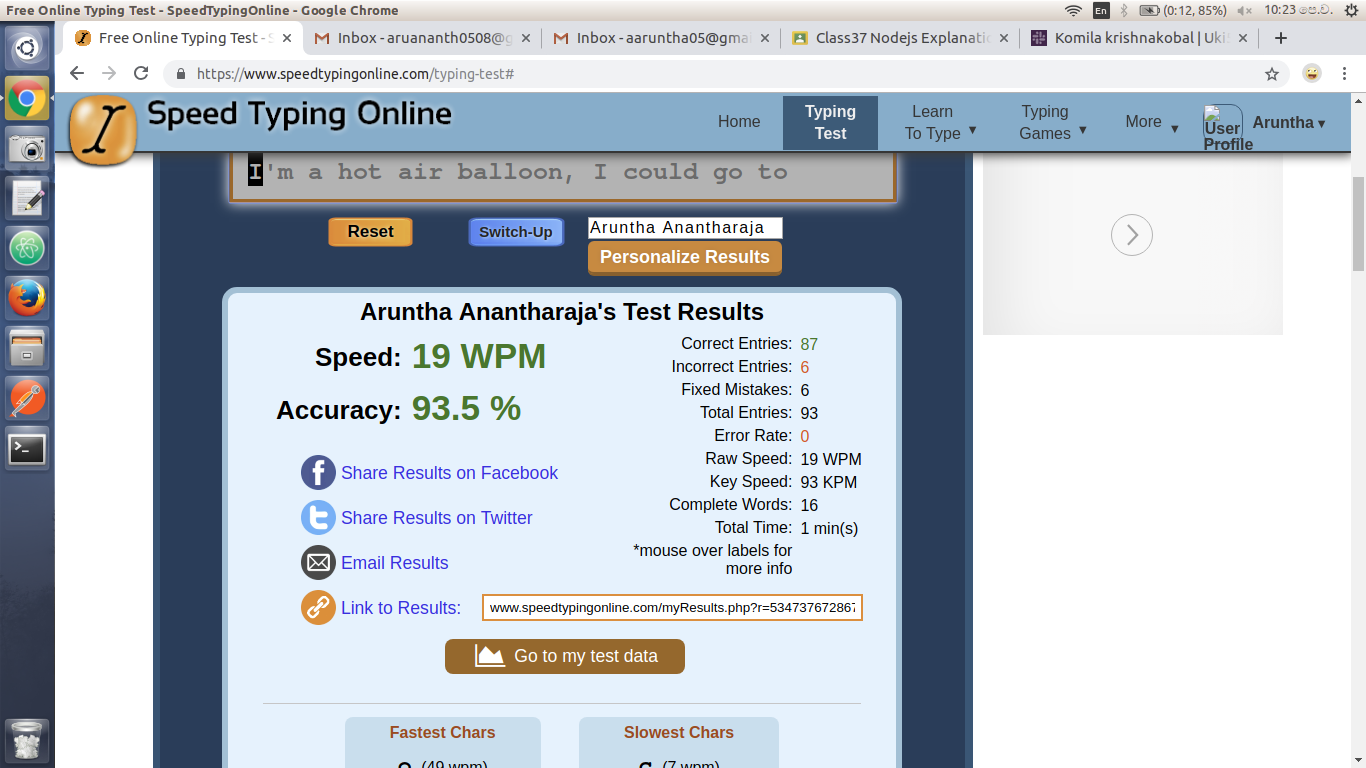 Free Online Typing Test - SpeedTypingOnline - Google Chrome
En (0:12, 85%) 10:23 පෙ.ව.
Free Online Typing Test - S
Inbox - aruananth0508@g
Inbox - aaruntha05@gmai
Class37 Nodejs Explanatio
Komila krishnakobal | Uki
https://www.speedtypingonline.com/typing-test#
Speed Typing Online
Home
Typing
Test
Learn
To Type
Typing
Games
More
User
Profile
Aruntha
I'm a hot air balloon, I could go to
Reset
Switch-Up
Aruntha Anantharaja
Personalize Results
Aruntha Anantharaja's Test Results
Speed: 19 WPM
Accuracy: 93.5 %
Correct Entries: 87
Incorrect Entries: 6
Fixed Mistakes: 6
Total Entries: 93
Error Rate: 0
Raw Speed: 19 WPM
Key Speed: 93 KPM
Complete Words: 16
Total Time: 1 min(s)
*mouse over labels for
more info
Share Results on Facebook
Share Results on Twitter
Email Results
Link to Results: www.speedtypingonline.com/myResults.php?r=534737672867
Go to my test data
Fastest Chars
(49 wpm)
Slowest Chars
(7 wpm)